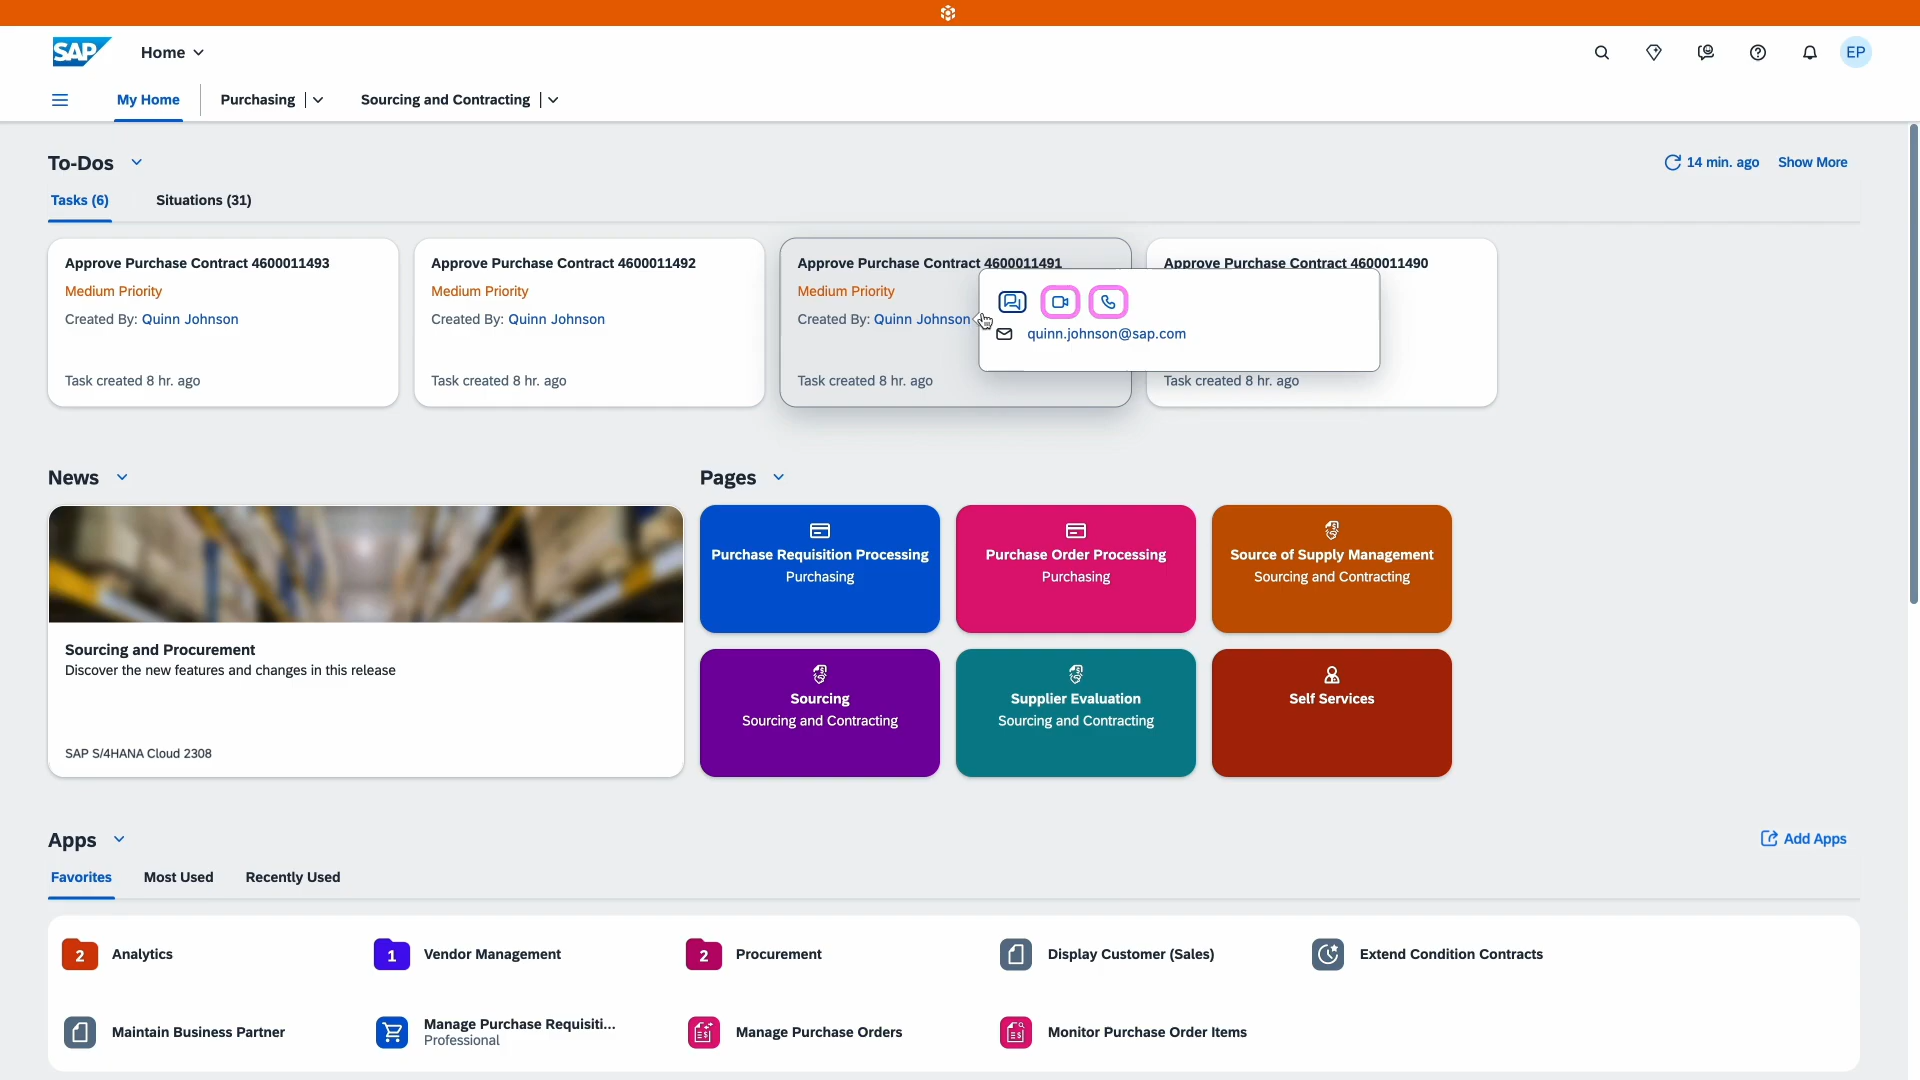 SAP
Home
EP
My Home
Purchasing
Sourcing and Contracting
To-Dos
14 min. ago
Show More
Tasks (6)
Situations (31)
Approve Purchase Contract 4600011493
Medium Priority
Created By: Quinn Johnson
Task created 8 hr. ago
Approve Purchase Contract 4600011492
Medium Priority
Created By: Quinn Johnson
Task created 8 hr. ago
Approve Purchase Contract 4600011491
Medium Priority
Created By: Quinn Johnson
Task created 8 hr. ago
Approve Purchase Contract 4600011490
Task created 8 hr. ago
quinn.johnson@sap.com
News
Sourcing and Procurement
Discover the new features and changes in this release
SAP S/4HANA Cloud 2308
Pages
Purchase Requisition Processing
Purchasing
Purchase Order Processing
Purchasing
Source of Supply Management
Sourcing and Contracting
Sourcing
Sourcing and Contracting
Supplier Evaluation
Sourcing and Contracting
Self Services
Apps
Add Apps
Favorites
Most Used
Recently Used
2
Analytics
1
Vendor Management
2
Procurement
Display Customer (Sales)
Extend Condition Contracts
Maintain Business Partner
Manage Purchase Requisiti...
Professional
Manage Purchase Orders
Monitor Purchase Order Items